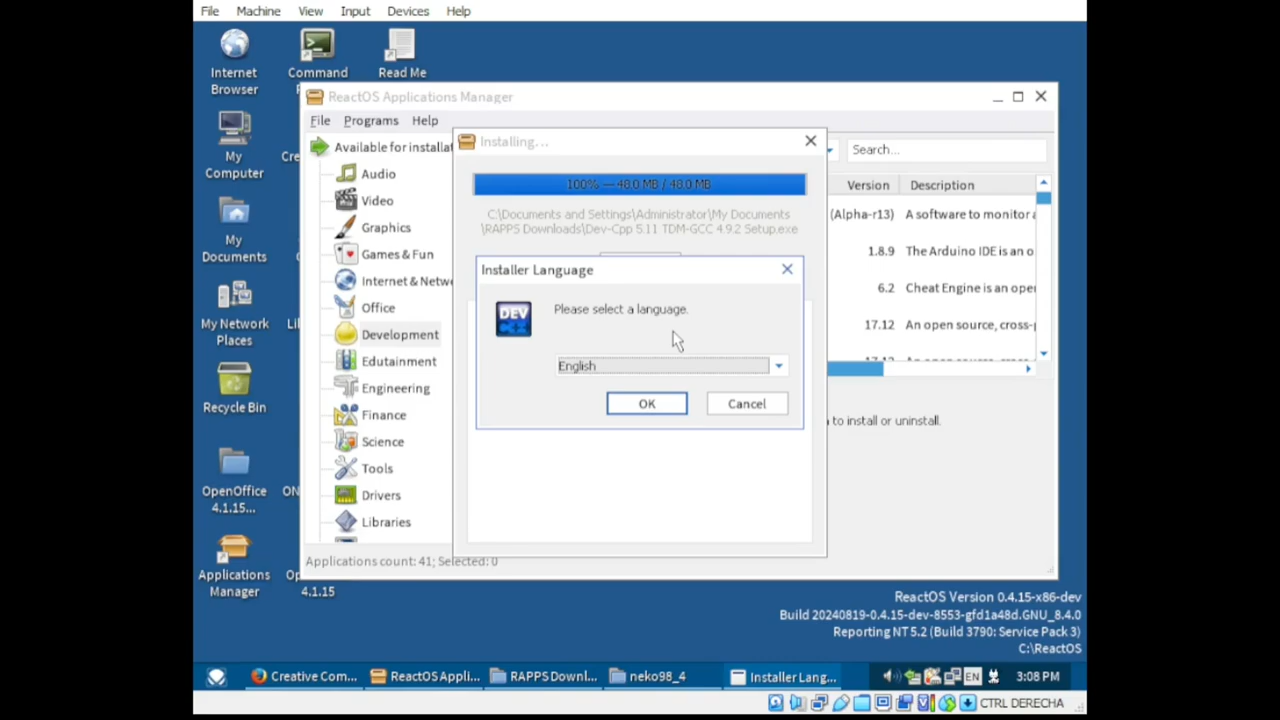 File Machine View Input Devices Help
Internet
Browser
Command
Read Me
My
Computer
My
Documents
My Network
Places
Recycle Bin
OpenOffice
4.1.15...
Applications
Manager
4.1.15
ReactOS Applications Manager
File Programs Help
Available for installa
Audio
Video
Graphics
Games & Fun
Internet & Netw
Office
Development
Edutainment
Engineering
Finance
Science
Tools
Drivers
Libraries
Applications count: 41; Selected: 0
Search...
Version Description
(Alpha-r13) A software to monitor a
1.8.9 The Arduino IDE is an o
6.2 Cheat Engine is an oper
17.12 An open source, cross-p
to install or uninstall.
Installing...
100% — 48.0 MB / 48.0 MB
C:\Documents and Settings\Administrator\My Documents
\RAPPS Downloads\Dev-Cpp 5.11 TDM-GCC 4.9.2 Setup.exe
Installer Language
DEV
C++
Please select a language.
English
OK Cancel
ReactOS Version 0.4.15-x86-dev
Build 20240819-0.4.15-dev-8553-gfd1a48d.GNU_8.4.0
Reporting NT 5.2 (Build 3790: Service Pack 3)
C:\ReactOS
Creative Com... ReactOS Appli... RAPPS Downl... neko98_4 Installer Lang... EN 3:08 PM
CTRL DERECHA